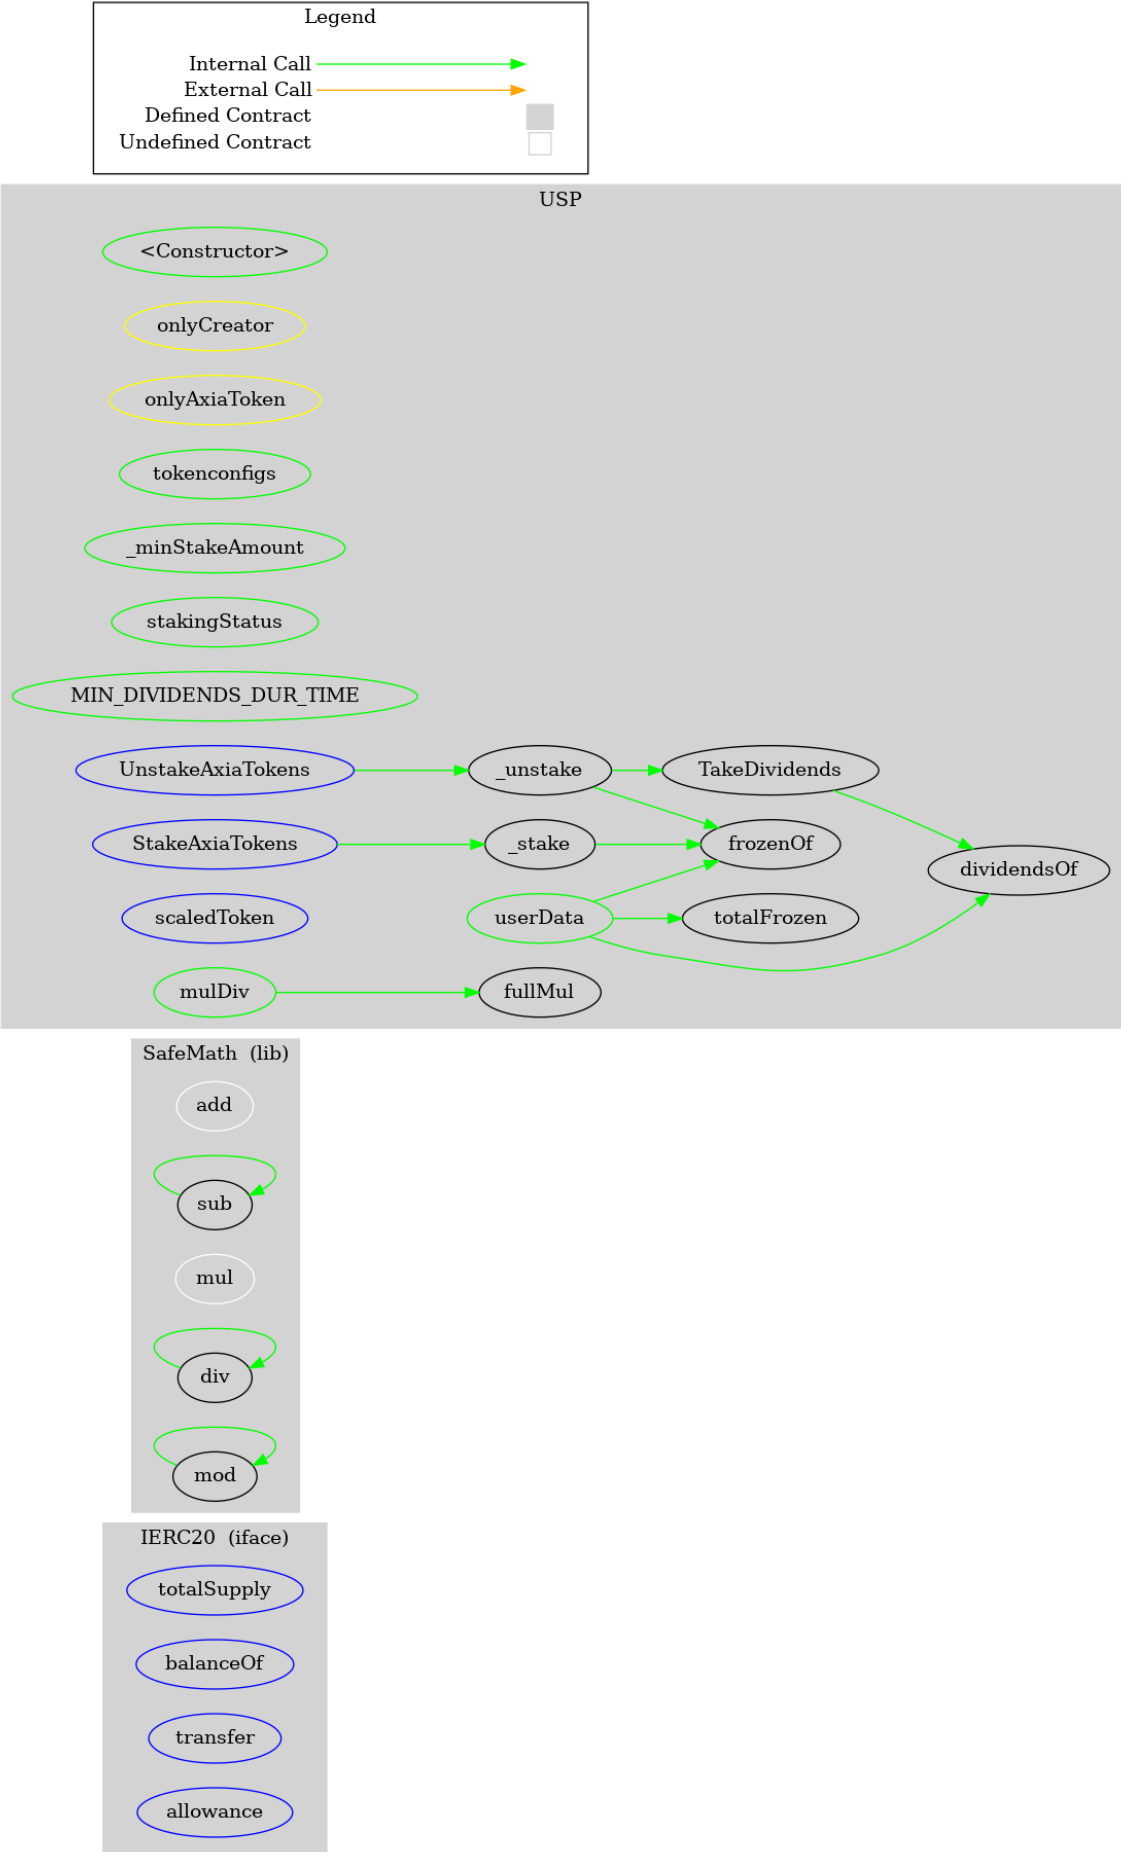 Legend
Internal Call
External Call
Defined Contract
Undefined Contract
USP
<Constructor>
onlyCreator
onlyAxiaToken
tokenconfigs
_minStakeAmount
stakingStatus
MIN_DIVIDENDS_DUR_TIME
UnstakeAxiaTokens _unstake TakeDividends
StakeAxiaTokens _stake frozenOf
dividendsOf
scaledToken userData totalFrozen
mulDiv fullMul
SafeMath (lib)
add
sub
mul
div
mod
IERC20 (iface)
totalSupply
balanceOf
transfer
allowance